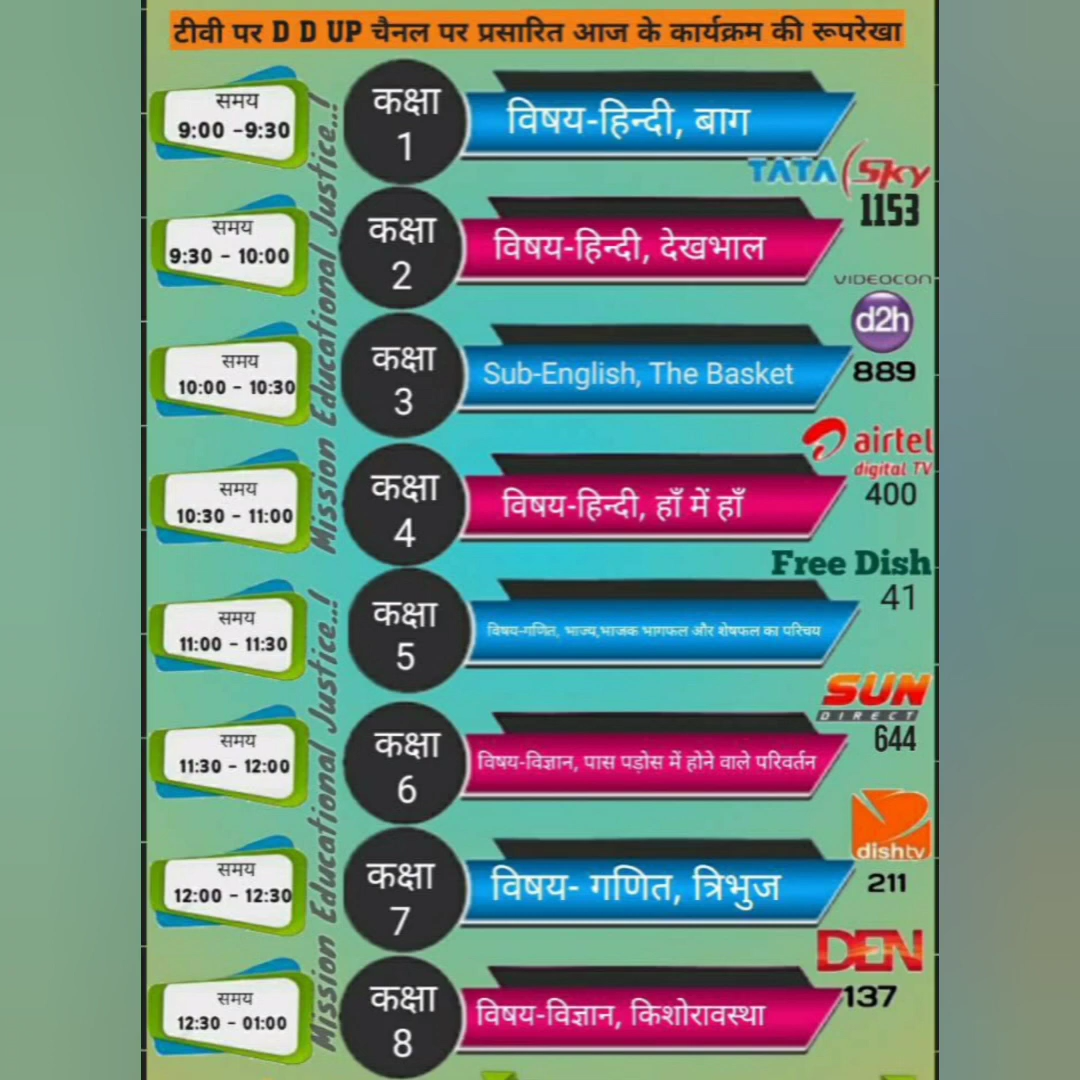 टीवी पर D D UP चैनल पर प्रसारित आज के कार्यक्रम की रूपरेखा
समय
9:00 -9:30
कक्षा
1
विषय-हिन्दी, बाग
TATA Sky
1153
समय
9:30 - 10:00
कक्षा
2
विषय-हिन्दी, देखभाल
VIDEOCON
d2h
889
समय
10:00 - 10:30
कक्षा
3
Sub-English, The Basket
airtel
digital TV
400
समय
10:30 - 11:00
कक्षा
4
विषय-हिन्दी, हाँ में हाँ
Free Dish
41
समय
11:00 - 11:30
कक्षा
5
विषय-गणित, भाज्य,भाजक भागफल और शेषफल का परिचय
SUN
DIRECT
644
समय
11:30 - 12:00
कक्षा
6
विषय-विज्ञान, पास पड़ोस में होने वाले परिवर्तन
dishtv
211
समय
12:00 - 12:30
कक्षा
7
विषय- गणित, त्रिभुज
DEN
137
समय
12:30 - 01:00
कक्षा
8
विषय-विज्ञान, किशोरावस्था
Mission Educational Justice...!
Mission Educational Justice...!